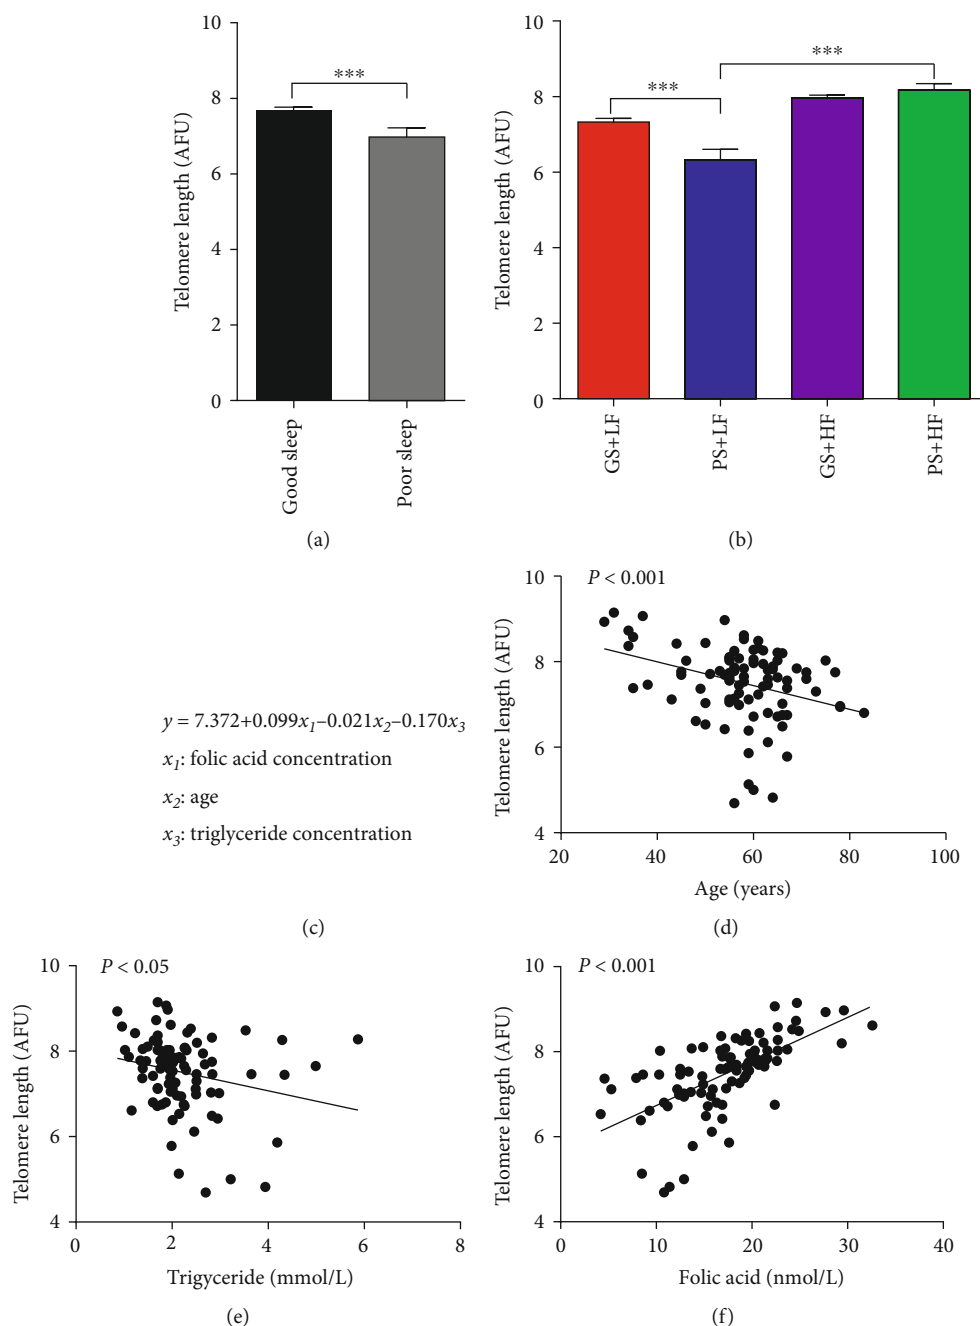 Telomere length (AFU)
10
8
6
4
2
0
***
Good sleep
Poor sleep
(a)
Telomere length (AFU)
10
8
6
4
2
0
***
***
GS+LF
PS+LF
GS+HF
PS+HF
(b)
y = 7.372+0.099x1–0.021x2–0.170x3
x1: folic acid concentration
x2: age
x3: triglyceride concentration
(c)
Telomere length (AFU)
10
8
6
4
P < 0.001
20 40 60 80 100
Age (years)
(d)
Telomere length (AFU)
10
8
6
4
P < 0.05
0 2 4 6 8
Trigyceride (mmol/L)
(e)
Telomere length (AFU)
10
8
6
4
P < 0.001
0 10 20 30 40
Folic acid (nmol/L)
(f)